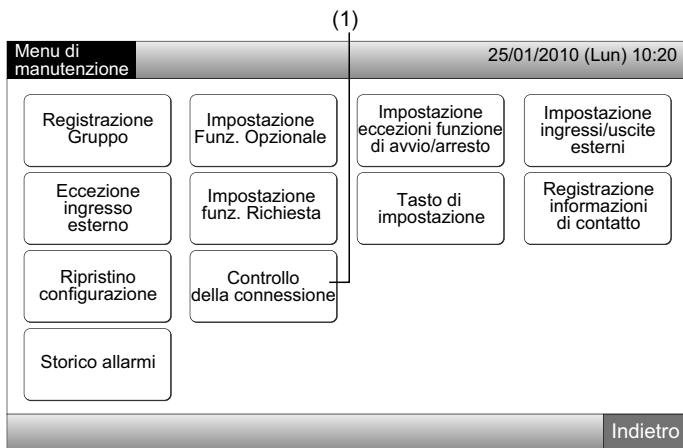 (1)
Menu di
manutenzione
25/01/2010 (Lun) 10:20
Registrazione
Gruppo
Impostazione
Funz. Opzionale
Impostazione
eccezioni funzione
di avvio/arresto
Impostazione
ingressi/uscite
esterni
Eccezione
ingresso
esterno
Impostazione
funz. Richiesta
Tasto di
impostazione
Registrazione
informazioni
di contatto
Ripristino
configurazione
Controllo
della connessione
Storico allarmi
Indietro